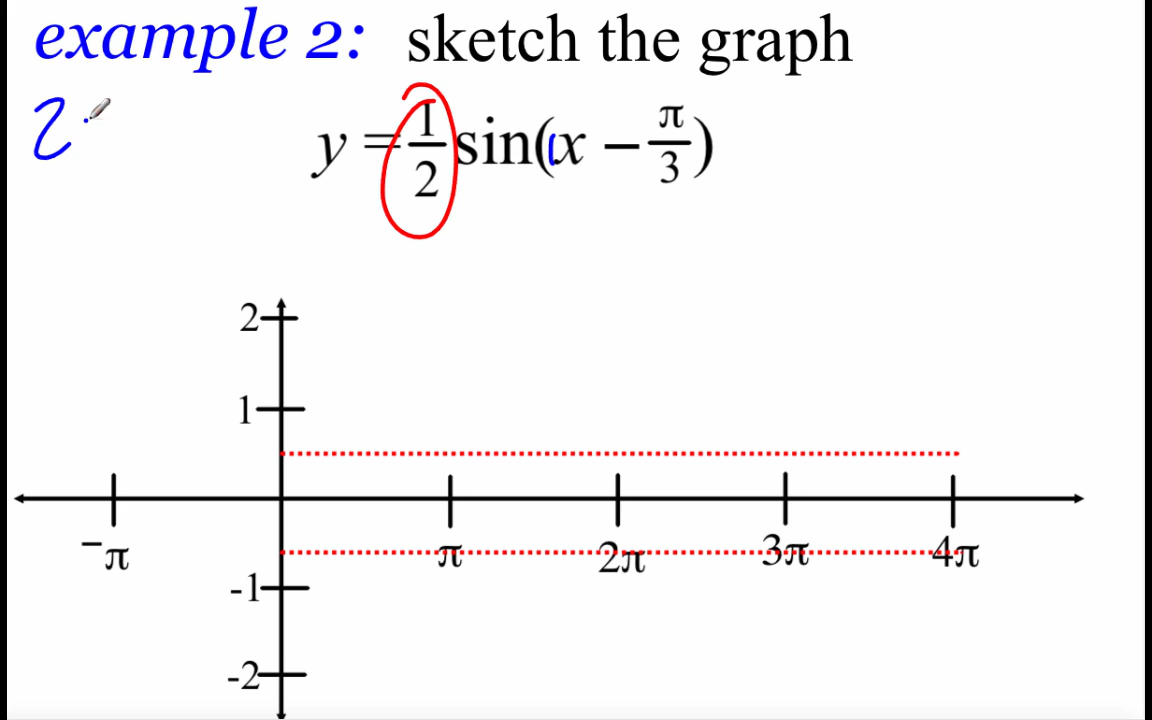 example 2: sketch the graph
2
y = 1/2 sin(x − π/3)
2
1
−π π 2π 3π 4π
-1
-2